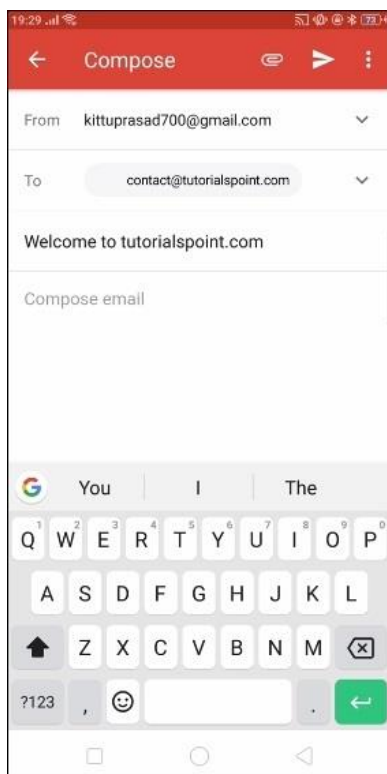 19:29
72
Compose
From kittuprasad700@gmail.com
To contact@tutorialspoint.com
Welcome to tutorialspoint.com
Compose email
G You I The
1 2 3 4 5 6 7 8 9 0
Q W E R T Y U I O P
A S D F G H J K L
Z X C V B N M
?123 , .